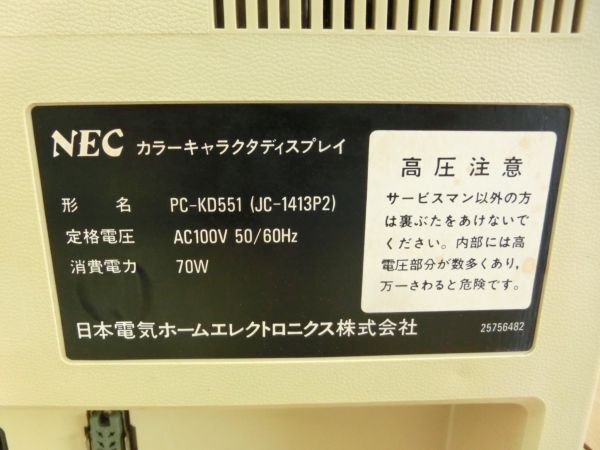 NEC カラーキャラクタディスプレイ
形名 PC-KD551 (JC-1413P2)
定格電圧 AC100V 50/60Hz
消費電力 70W
高圧注意
サービスマン以外の方
は裏ぶたをあけないで
ください。内部には高
電圧部分が数多くあり,
万一さわると危険です。
日本電気ホームエレクトロニクス株式会社
25756482